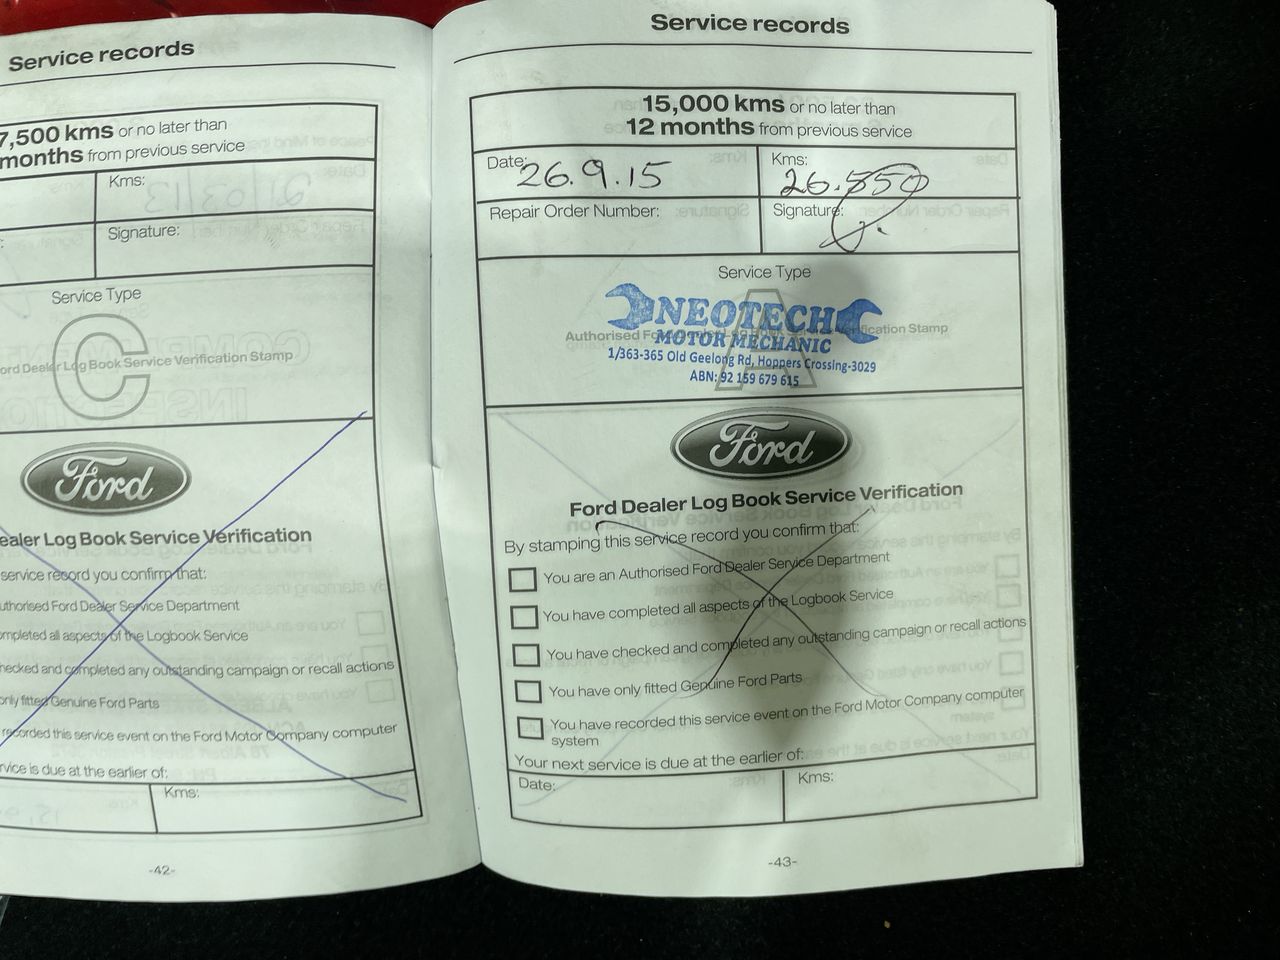 Service records
7,500 kms or no later than
months from previous service
Kms:
Signature:
Service Type
C
ord Dealer Log Book Service Verification Stamp
Ford
ealer Log Book Service Verification
service record you confirm that:
uthorised Ford Dealer Service Department
ompleted all aspects of the Logbook Service
hecked and completed any outstanding campaign or recall actions
only fitted Genuine Ford Parts
recorded this service event on the Ford Motor Company computer
rvice is due at the earlier of:
Kms:
-42-
Service records
15,000 kms or no later than
12 months from previous service
Date: 26.9.15
Kms: 26.550
Repair Order Number:
Signature:
Service Type
A
NEOTECH
Authorised Ford Dealer Log Book Service Verification Stamp
MOTOR MECHANIC
1/363-365 Old Geelong Rd, Hoppers Crossing-3029
ABN: 92 159 679 615
Ford
Ford Dealer Log Book Service Verification
By stamping this service record you confirm that:
You are an Authorised Ford Dealer Service Department
You have completed all aspects of the Logbook Service
You have checked and completed any outstanding campaign or recall actions
You have only fitted Genuine Ford Parts
You have recorded this service event on the Ford Motor Company computer
system
Your next service is due at the earlier of:
Date:
Kms:
-43-